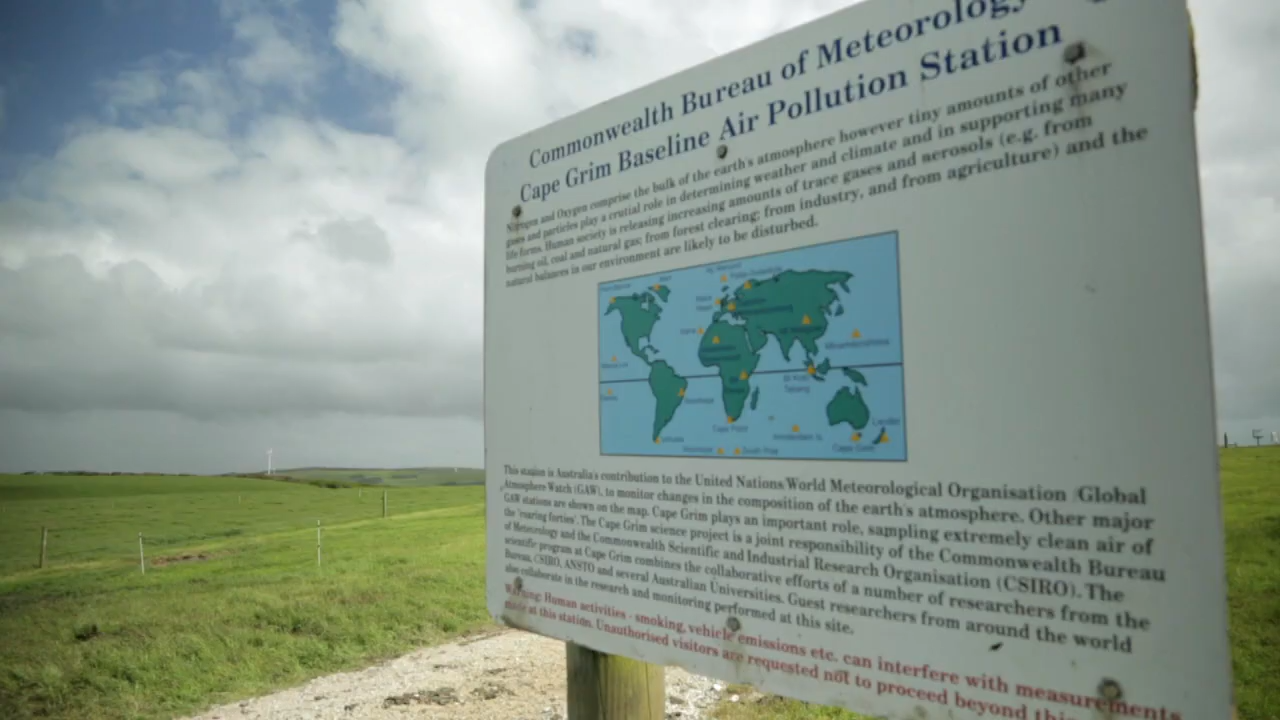 Commonwealth Bureau of Meteorology
Cape Grim Baseline Air Pollution Station
Nitrogen and Oxygen comprise the bulk of the earth's atmosphere however tiny amounts of other
gases and particles play a crutial role in determining weather and climate and in supporting many
life forms. Human society is releasing increasing amounts of trace gases and aerosols (e.g. from
burning oil, coal and natural gas; from forest clearing; from industry, and from agriculture) and the
natural balances in our environment are likely to be disturbed.
Cape Point
Amsterdam Is.
South Pole
Cape Grim
Lauder
This station is Australia's contribution to the United Nations World Meteorological Organisation /Global
Atmosphere Watch (GAW), to monitor changes in the composition of the earth's atmosphere. Other major
GAW stations are shown on the map. Cape Grim plays an important role, sampling extremely clean air of
the 'roaring forties'. The Cape Grim science project is a joint responsibility of the Commonwealth Bureau
of Meteorology and the Commonwealth Scientific and Industrial Research Organisation (CSIRO). The
scientific program at Cape Grim combines the collaborative efforts of a number of researchers from the
Bureau, CSIRO, ANSTO and several Australian Universities. Guest researchers from around the world
also collaborate in the research and monitoring performed at this site.
Warning: Human activities - smoking, vehicle emissions etc. can interfere with measurements
made at this station. Unauthorised visitors are requested not to proceed beyond this